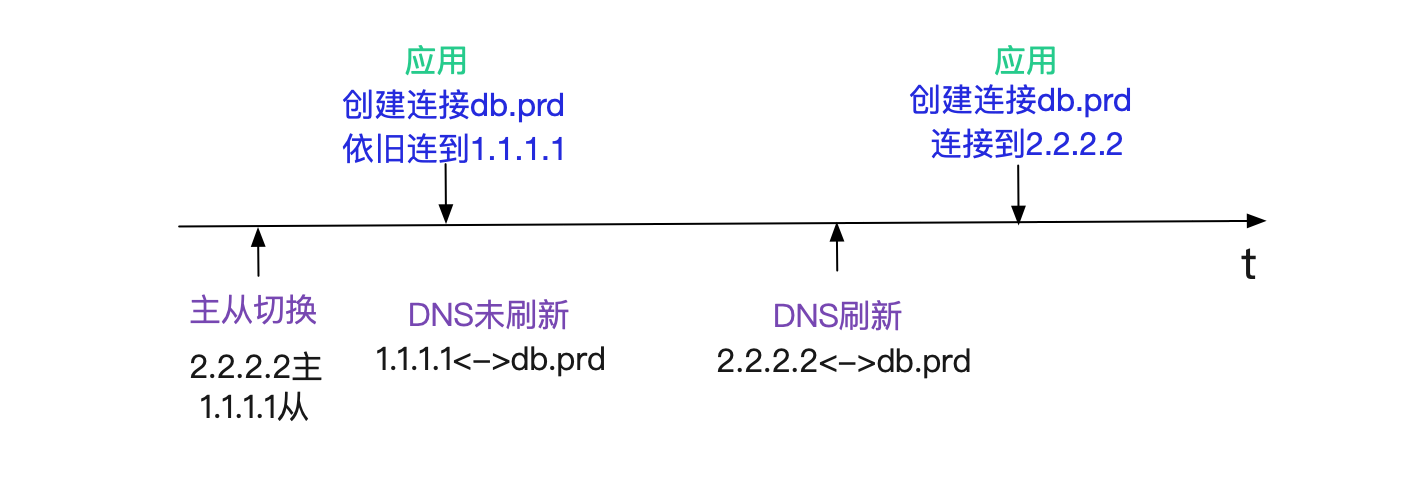 应用
创建连接db.prd
依旧连到1.1.1.1
应用
创建连接db.prd
连接到2.2.2.2
t
主从切换
2.2.2.2主
1.1.1.1从
DNS未刷新
1.1.1.1<->db.prd
DNS刷新
2.2.2.2<->db.prd